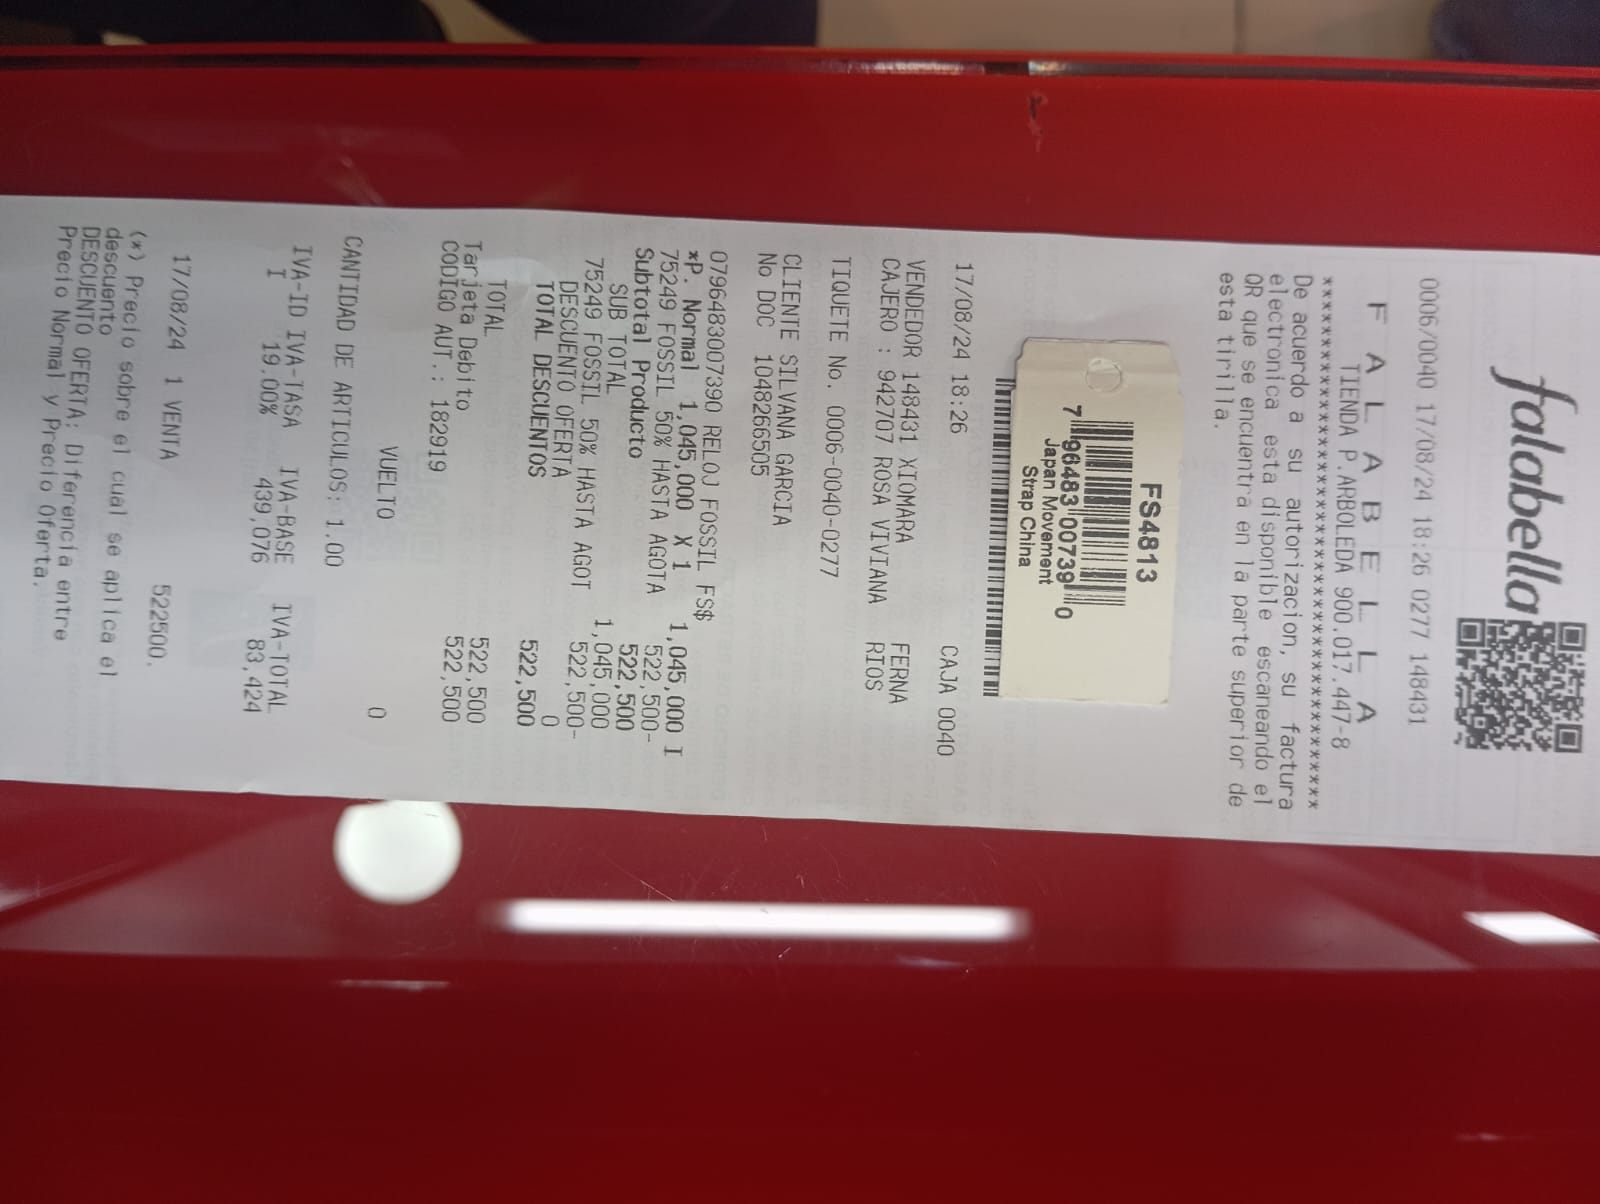 falabella
0006/0040 17/08/24 18:26 0277 148431
F A L A B E L L A
TIENDA P.ARBOLEDA 900.017.447-8
****************************************
De acuerdo a su autorizacion, su factura
electronica esta disponible escaneando el
QR que se encuentra en la parte superior de
esta tirilla.
FS4813
7 96483 00739 0
Japan Movement
Strap China
17/08/24 18:26 CAJA 0040
VENDEDOR 148431 XIOMARA FERNA
CAJERO : 942707 ROSA VIVIANA RIOS
TIQUETE No. 0006-0040-0277
CLIENTE SILVANA GARCIA
No DOC 1048266505
0796483007390 RELOJ FOSSIL FS$ 1,045,000 I
*P. Normal 1,045,000 X 1
75249 FOSSIL 50% HASTA AGOTA 522,500-
Subtotal Producto 522,500
SUB TOTAL 1,045,000
75249 FOSSIL 50% HASTA AGOT 522,500-
DESCUENTO OFERTA 0
TOTAL DESCUENTOS 522,500
TOTAL 522,500
Tarjeta Debito 522,500
CODIGO AUT.: 182919
VUELTO 0
CANTIDAD DE ARTICULOS: 1.00
IVA-ID IVA-TASA IVA-BASE IVA-TOTAL
I 19.00% 439,076 83,424
17/08/24 1 VENTA 522500.
(*) Precio sobre el cual se aplica el
descuento
DESCUENTO OFERTA: Diferencia entre
Precio Normal y Precio Oferta.